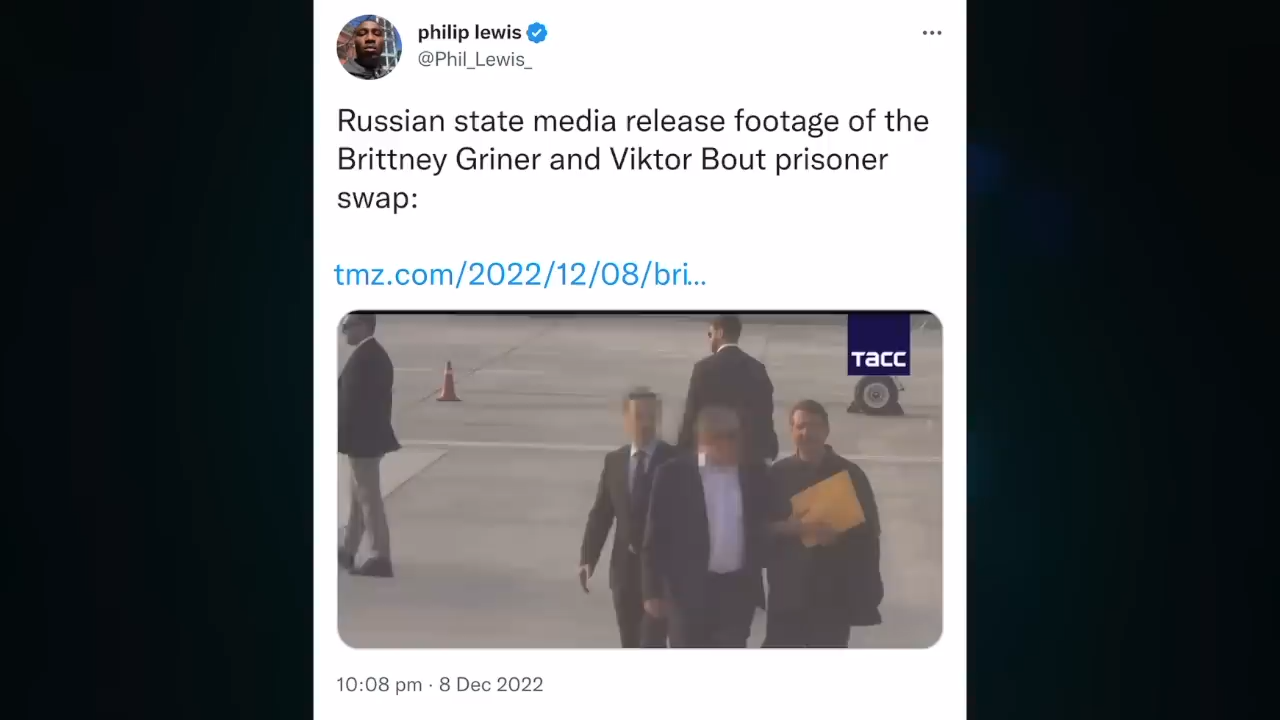 philip lewis
@Phil_Lewis_
Russian state media release footage of the
Brittney Griner and Viktor Bout prisoner
swap:
tmz.com/2022/12/08/bri...
тасс
10:08 pm · 8 Dec 2022